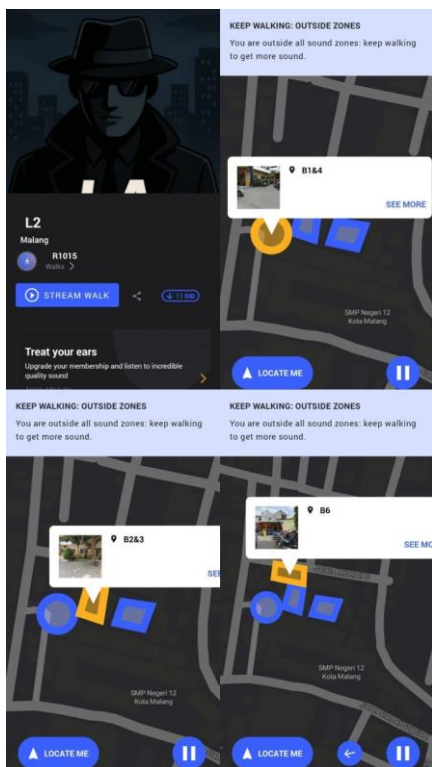 L2
Malang
R1015
Walks
STREAM WALK
11 MB
Treat your ears
Upgrade your membership and listen to incredible
quality sound
KEEP WALKING: OUTSIDE ZONES
You are outside all sound zones: keep walking
to get more sound.
B1&4
SEE MORE
SMP Negeri 12
Kota Malang
LOCATE ME
KEEP WALKING: OUTSIDE ZONES
You are outside all sound zones: keep walking
to get more sound.
B2&3
SMP Negeri 12
Kota Malang
LOCATE ME
KEEP WALKING: OUTSIDE ZONES
You are outside all sound zones: keep walking
to get more sound.
B6
SEE MO
SMP Negeri 12
Kota Malang
LOCATE ME